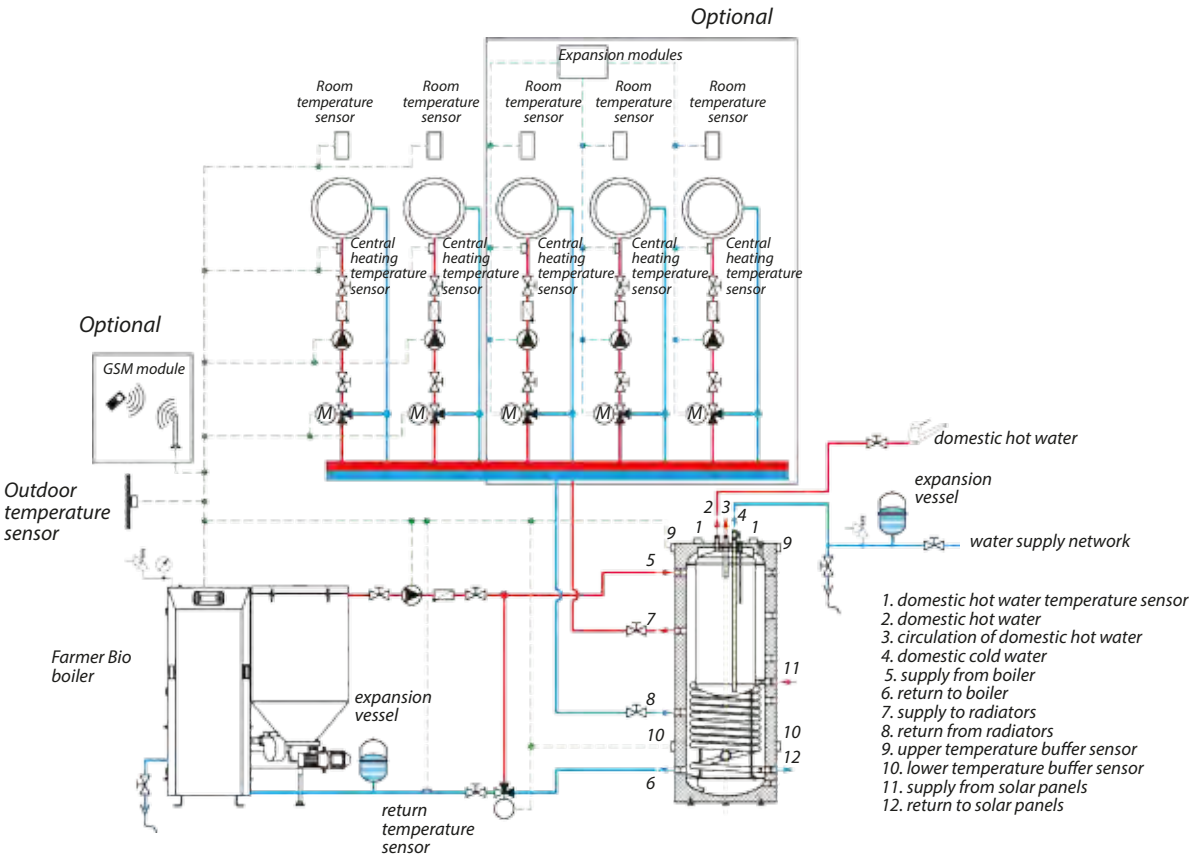 Optional
Expansion modules
Room
temperature
sensor
Room
temperature
sensor
Room
temperature
sensor
Room
temperature
sensor
Room
temperature
sensor
Central
heating
temperature
sensor
Central
heating
temperature
sensor
Central
heating
temperature
sensor
Central
heating
temperature
sensor
Central
heating
temperature
sensor
M
M
M
M
M
Optional
GSM module
Outdoor
temperature
sensor
domestic hot water
expansion
vessel
water supply network
2
3
4
9
1
1
9
5
7
11
8
10
10
12
6
Farmer Bio
boiler
expansion
vessel
return
temperature
sensor
1. domestic hot water temperature sensor
2. domestic hot water
3. circulation of domestic hot water
4. domestic cold water
5. supply from boiler
6. return to boiler
7. supply to radiators
8. return from radiators
9. upper temperature buffer sensor
10. lower temperature buffer sensor
11. supply from solar panels
12. return to solar panels